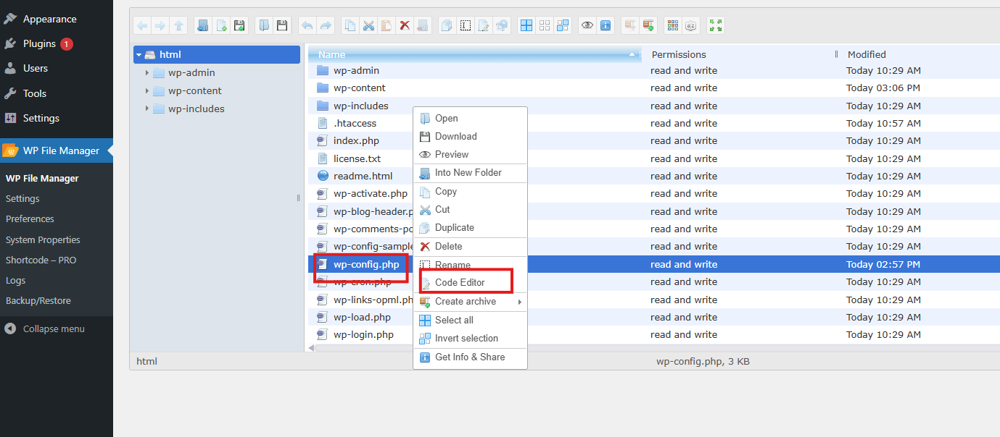 Appearance
Plugins 1
Users
Tools
Settings
WP File Manager
WP File Manager
Settings
Preferences
System Properties
Shortcode – PRO
Logs
Backup/Restore
Collapse menu
html
wp-admin
wp-content
wp-includes
Name Permissions Modified
wp-admin read and write Today 10:29 AM
wp-content read and write Today 03:06 PM
wp-includes read and write Today 10:29 AM
.htaccess read and write Today 10:57 AM
index.php read and write Today 10:29 AM
license.txt read and write Today 10:29 AM
readme.html read and write Today 10:29 AM
wp-activate.php read and write Today 10:29 AM
wp-blog-header.p read and write Today 10:29 AM
wp-comments-po read and write Today 10:29 AM
wp-config-sample read and write Today 10:29 AM
wp-config.php read and write Today 02:57 PM
wp-cron.php read and write Today 10:29 AM
wp-links-opml.ph read and write Today 10:29 AM
wp-load.php read and write Today 10:29 AM
wp-login.php read and write Today 10:29 AM
Open
Download
Preview
Into New Folder
Copy
Cut
Duplicate
Delete
Rename
Code Editor
Create archive
Select all
Invert selection
Get Info & Share
html
wp-config.php, 3 KB